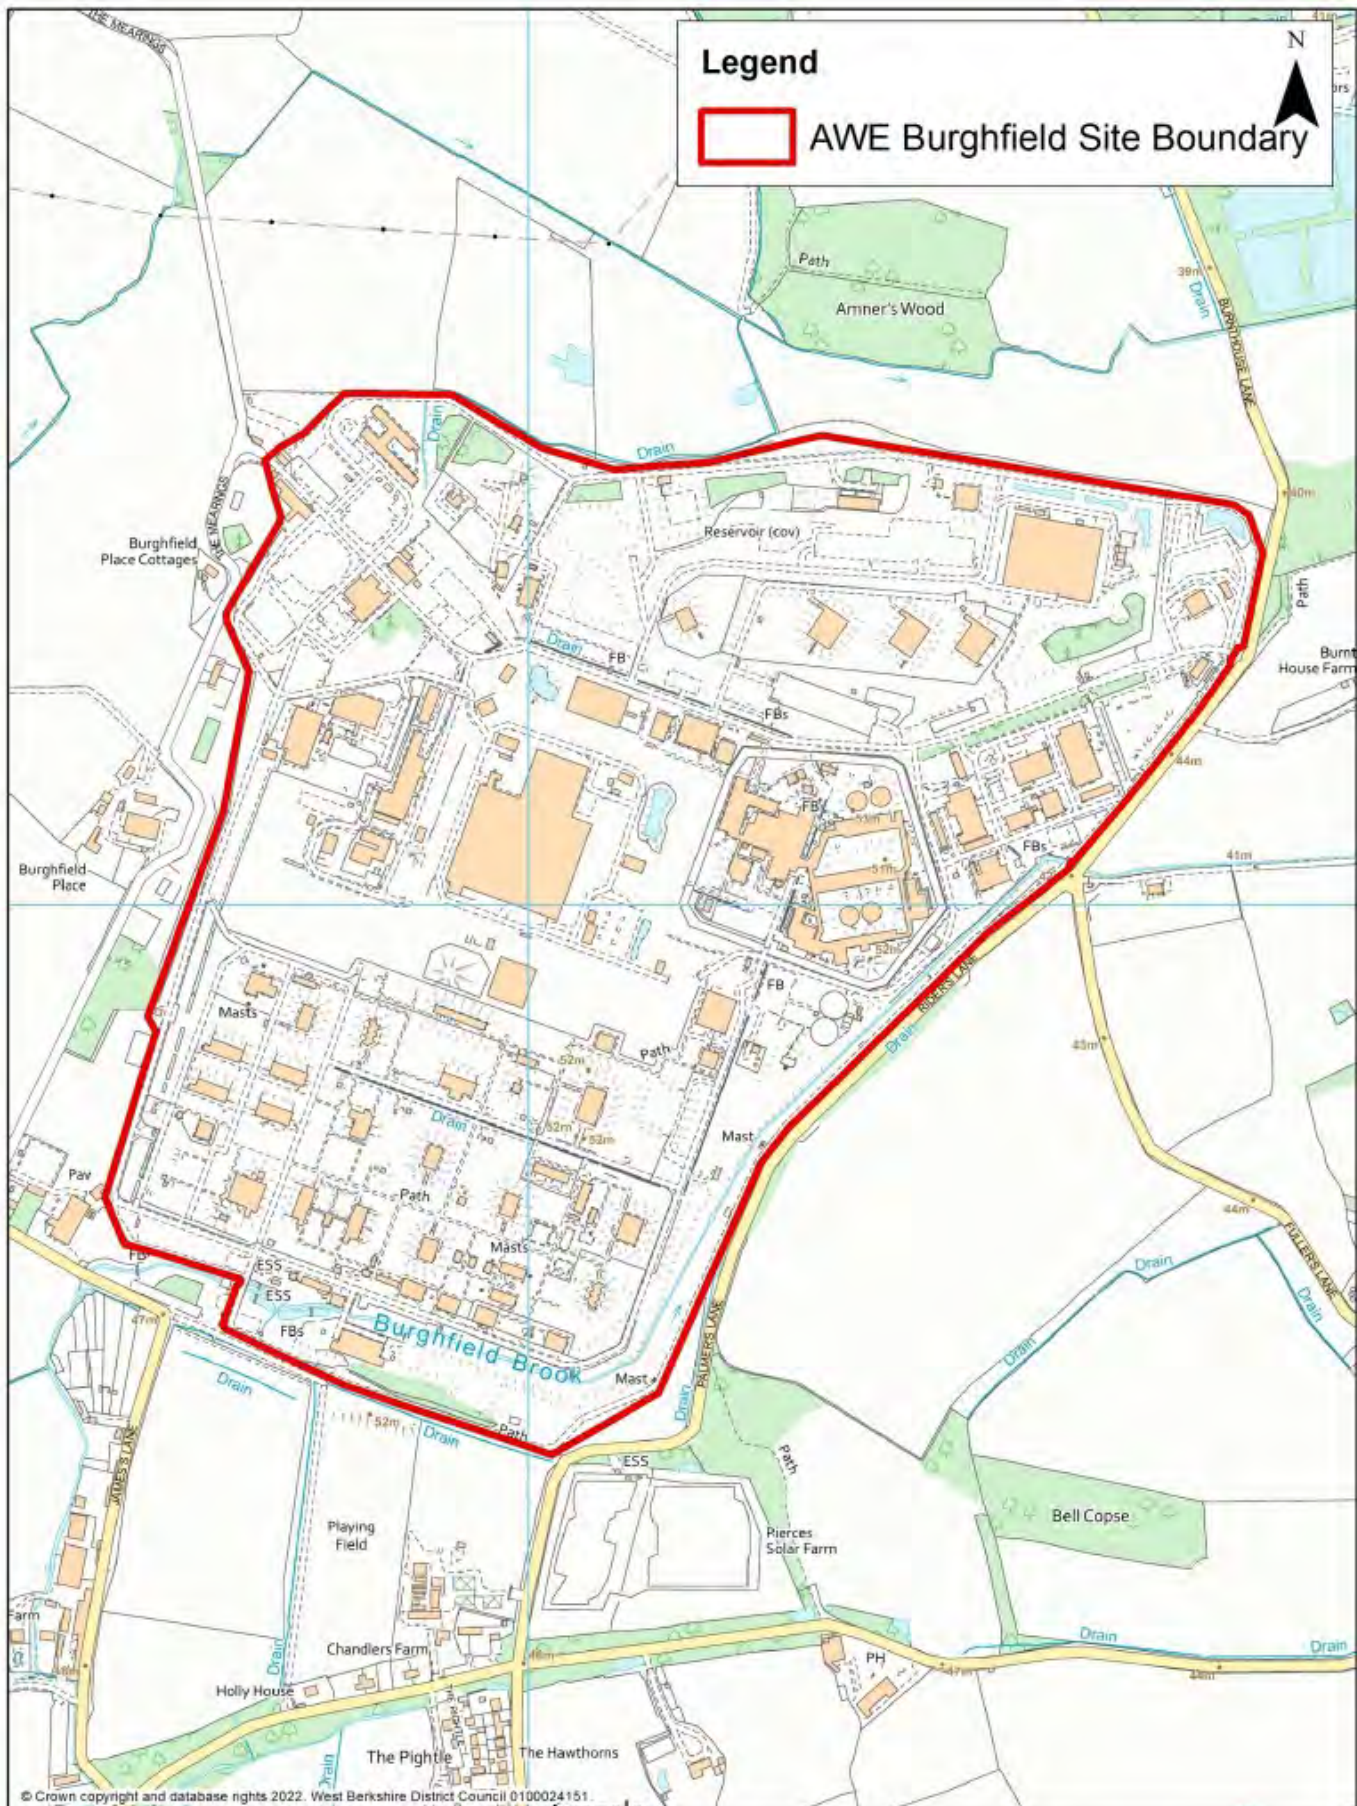 THE MEARINGS
Legend
N
AWE Burghfield Site Boundary
Path
Amner's Wood
39m
Drain
BURNTHOUSE LANE
Drain
Drain
40m
THE MEARINGS
Burghfield
Place Cottages
Reservoir (cov)
Path
Drain
FB
Burnt
House Farm
FBs
44m
FB
51m
FBs
41m
Burghfield
Place
52m
Masts
FB
RIDERS LANE
Drain
Path
52m
43m
Drain
52m
52m
Mast
Pav
Path
44m
Masts
FB
ESS
ESS
Drain
FULLER'S LANE
Drain
47m
FBs
Burghfield Brook
PALMER'S LANE
Drain
Mast
Drain
Drain
52m
Path
Drain
JAMES'S LANE
ESS
Path
Bell Copse
Playing
Field
Pierces
Solar Farm
Farm
Chandlers Farm
Drain
PH
Drain
Drain
Holly House
THE PIGHTLE
47m
The Pightle
The Hawthorns
Drain
© Crown copyright and database rights 2022. West Berkshire District Council 0100024151.